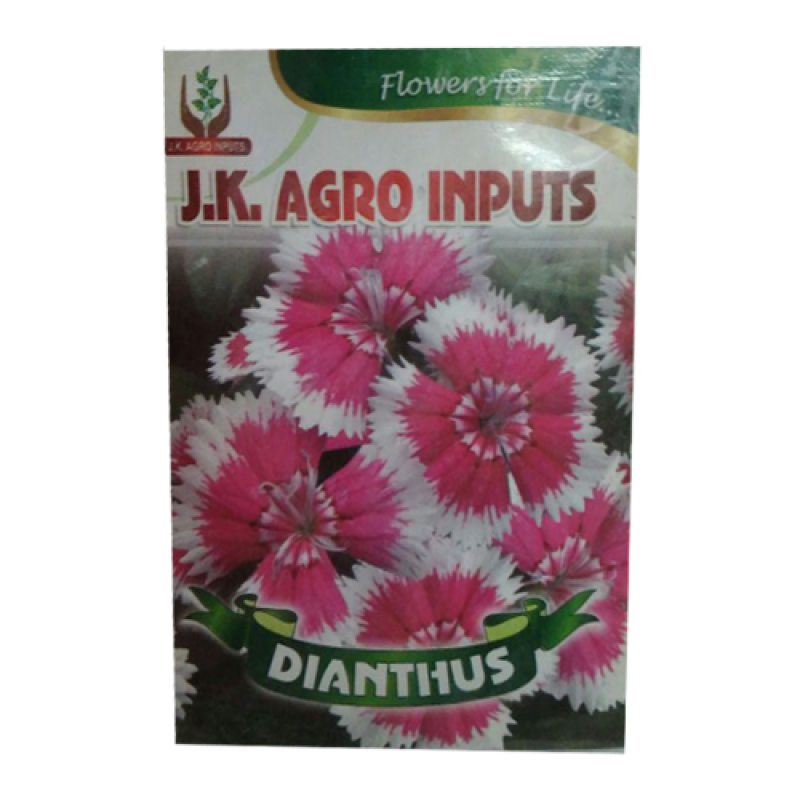 Flowers for Life...
J.K. AGRO INPUTS
J.K. AGRO INPUTS
DIANTHUS